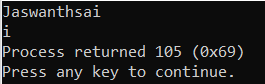 Jaswanthsai
i
Process returned 105 (0x69)
Press any key to continue.